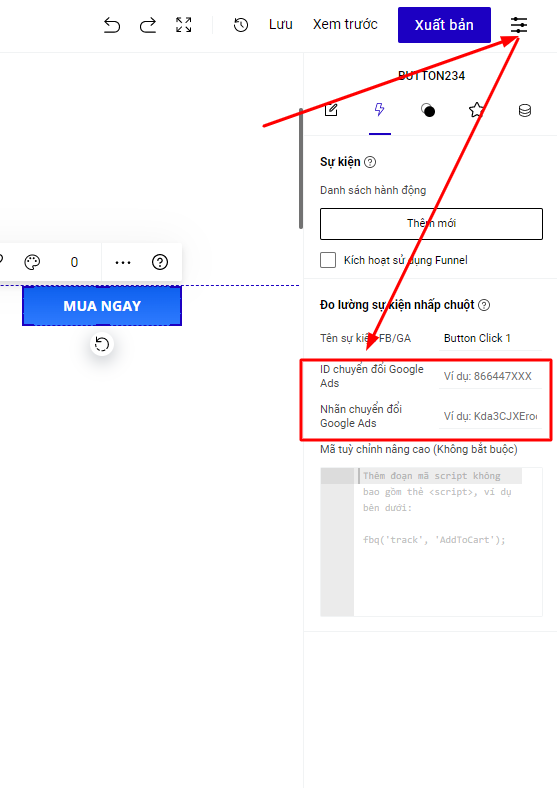 Lưu
Xem trước
Xuất bản
BUTTON234
Sự kiện
Danh sách hành động
Thêm mới
Kích hoạt sử dụng Funnel
0
MUA NGAY
Đo lường sự kiện nhấp chuột
Tên sự kiện FB/GA
Button Click 1
ID chuyển đổi Google
Ads
Ví dụ: 866447XXX
Nhãn chuyển đổi
Google Ads
Ví dụ: Kda3CJXEro
Mã tuỳ chỉnh nâng cao (Không bắt buộc)
Thêm đoạn mã script không
bao gồm thẻ <script>, ví dụ
bên dưới:
fbq('track', 'AddToCart');